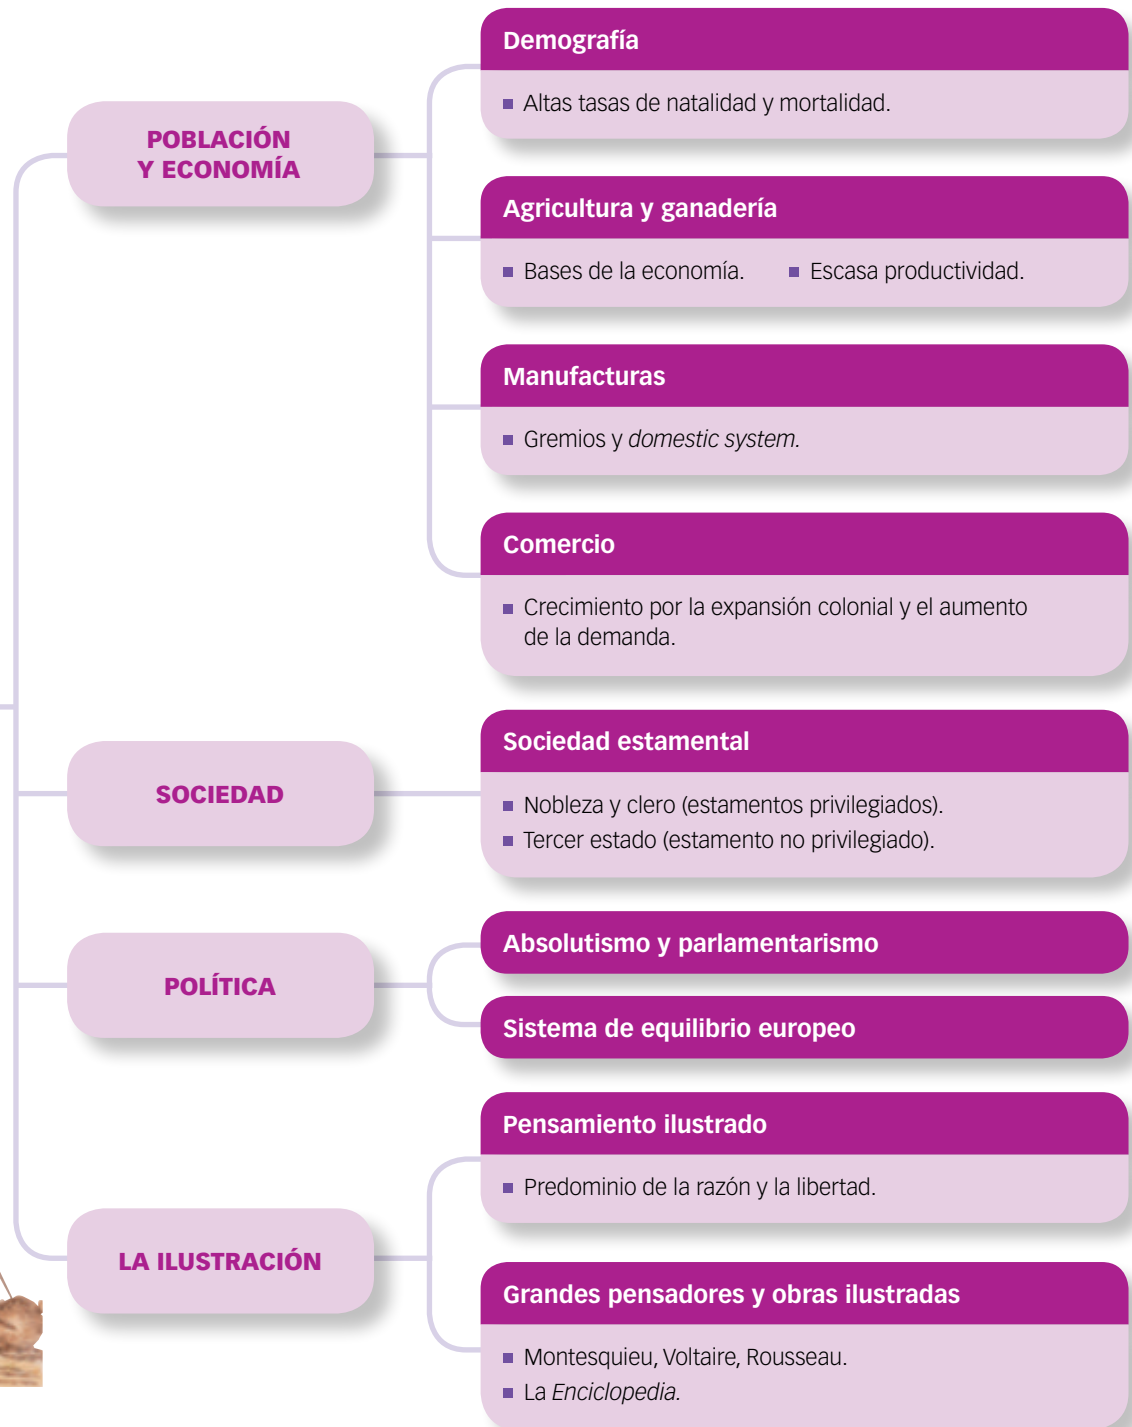 POBLACIÓN
Y ECONOMÍA
Demografía
Altas tasas de natalidad y mortalidad.
Agricultura y ganadería
Bases de la economía.
Escasa productividad.
Manufacturas
Gremios y domestic system.
Comercio
Crecimiento por la expansión colonial y el aumento
de la demanda.
SOCIEDAD
Sociedad estamental
Nobleza y clero (estamentos privilegiados).
Tercer estado (estamento no privilegiado).
POLÍTICA
Absolutismo y parlamentarismo
Sistema de equilibrio europeo
LA ILUSTRACIÓN
Pensamiento ilustrado
Predominio de la razón y la libertad.
Grandes pensadores y obras ilustradas
Montesquieu, Voltaire, Rousseau.
La Enciclopedia.